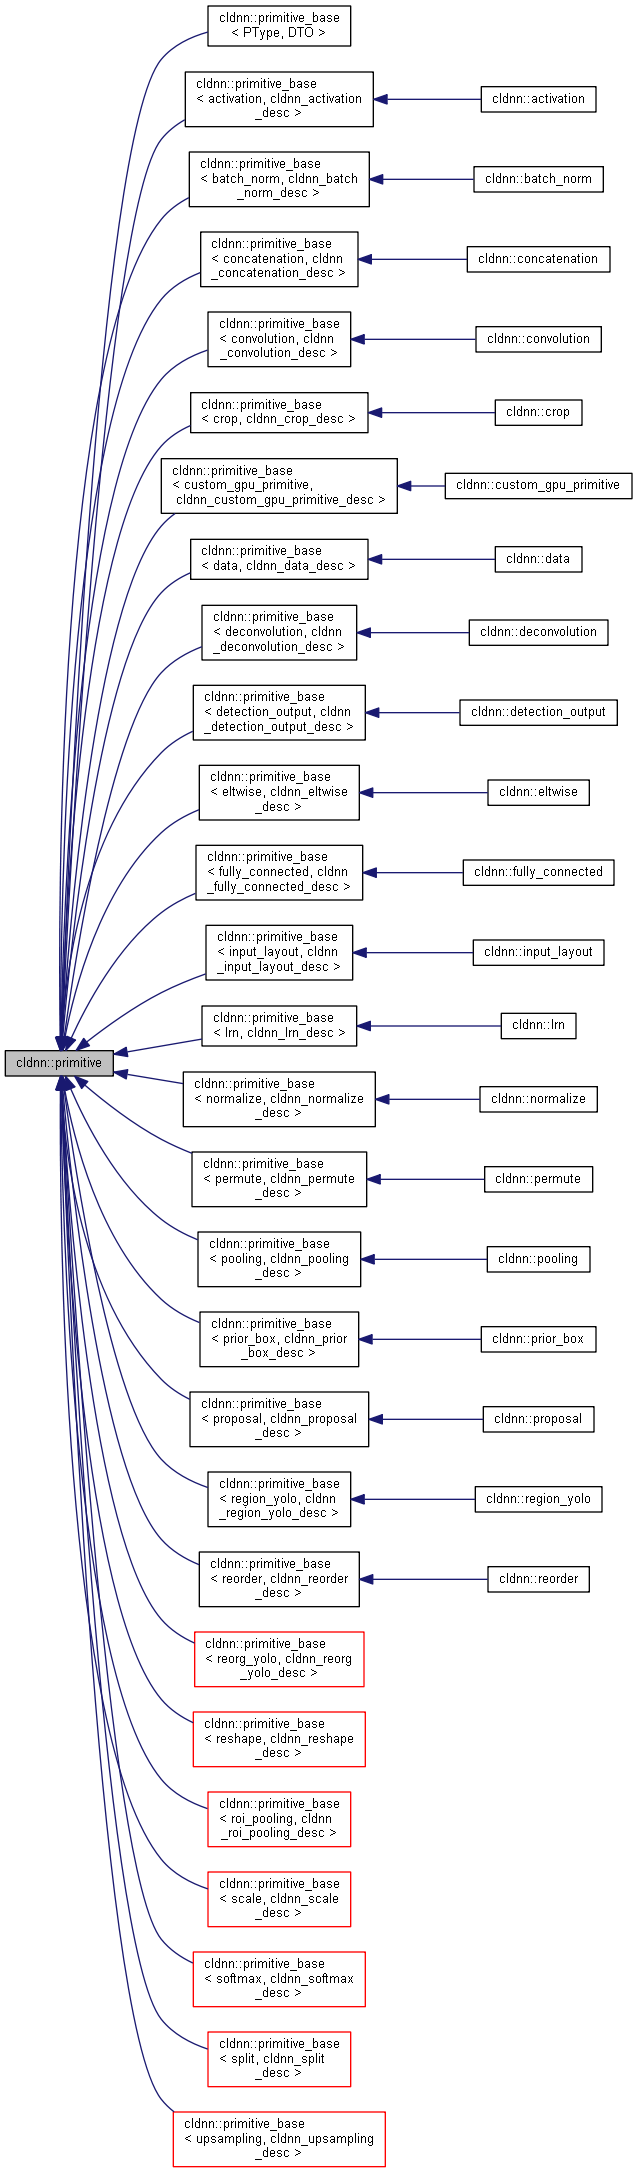 cldnn::primitive_base
< PType, DTO >
cldnn::primitive_base
< activation, cldnn_activation
_desc >
cldnn::activation
cldnn::primitive_base
< batch_norm, cldnn_batch
_norm_desc >
cldnn::batch_norm
cldnn::primitive_base
< concatenation, cldnn
_concatenation_desc >
cldnn::concatenation
cldnn::primitive_base
< convolution, cldnn
_convolution_desc >
cldnn::convolution
cldnn::primitive_base
< crop, cldnn_crop_desc >
cldnn::crop
cldnn::primitive_base
< custom_gpu_primitive,
cldnn_custom_gpu_primitive_desc >
cldnn::custom_gpu_primitive
cldnn::primitive_base
< data, cldnn_data_desc >
cldnn::data
cldnn::primitive_base
< deconvolution, cldnn
_deconvolution_desc >
cldnn::deconvolution
cldnn::primitive_base
< detection_output, cldnn
_detection_output_desc >
cldnn::detection_output
cldnn::primitive_base
< eltwise, cldnn_eltwise
_desc >
cldnn::eltwise
cldnn::primitive_base
< fully_connected, cldnn
_fully_connected_desc >
cldnn::fully_connected
cldnn::primitive_base
< input_layout, cldnn
_input_layout_desc >
cldnn::input_layout
cldnn::primitive_base
< lrn, cldnn_lrn_desc >
cldnn::lrn
cldnn::primitive
cldnn::primitive_base
< normalize, cldnn_normalize
_desc >
cldnn::normalize
cldnn::primitive_base
< permute, cldnn_permute
_desc >
cldnn::permute
cldnn::primitive_base
< pooling, cldnn_pooling
_desc >
cldnn::pooling
cldnn::primitive_base
< prior_box, cldnn_prior
_box_desc >
cldnn::prior_box
cldnn::primitive_base
< proposal, cldnn_proposal
_desc >
cldnn::proposal
cldnn::primitive_base
< region_yolo, cldnn
_region_yolo_desc >
cldnn::region_yolo
cldnn::primitive_base
< reorder, cldnn_reorder
_desc >
cldnn::reorder
cldnn::primitive_base
< reorg_yolo, cldnn_reorg
_yolo_desc >
cldnn::primitive_base
< reshape, cldnn_reshape
_desc >
cldnn::primitive_base
< roi_pooling, cldnn
_roi_pooling_desc >
cldnn::primitive_base
< scale, cldnn_scale
_desc >
cldnn::primitive_base
< softmax, cldnn_softmax
_desc >
cldnn::primitive_base
< split, cldnn_split
_desc >
cldnn::primitive_base
< upsampling, cldnn_upsampling
_desc >